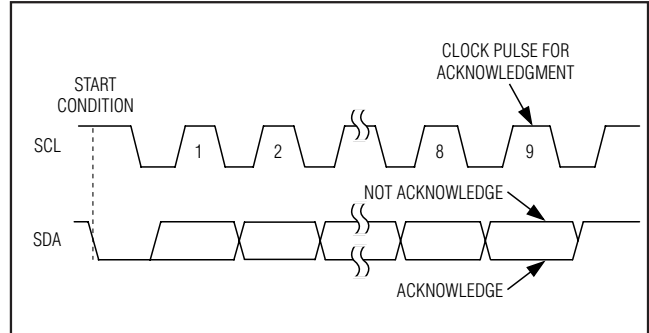 CLOCK PULSE FOR
ACKNOWLEDGMENT
START
CONDITION
SCL
1
2
8
9
NOT ACKNOWLEDGE
SDA
ACKNOWLEDGE